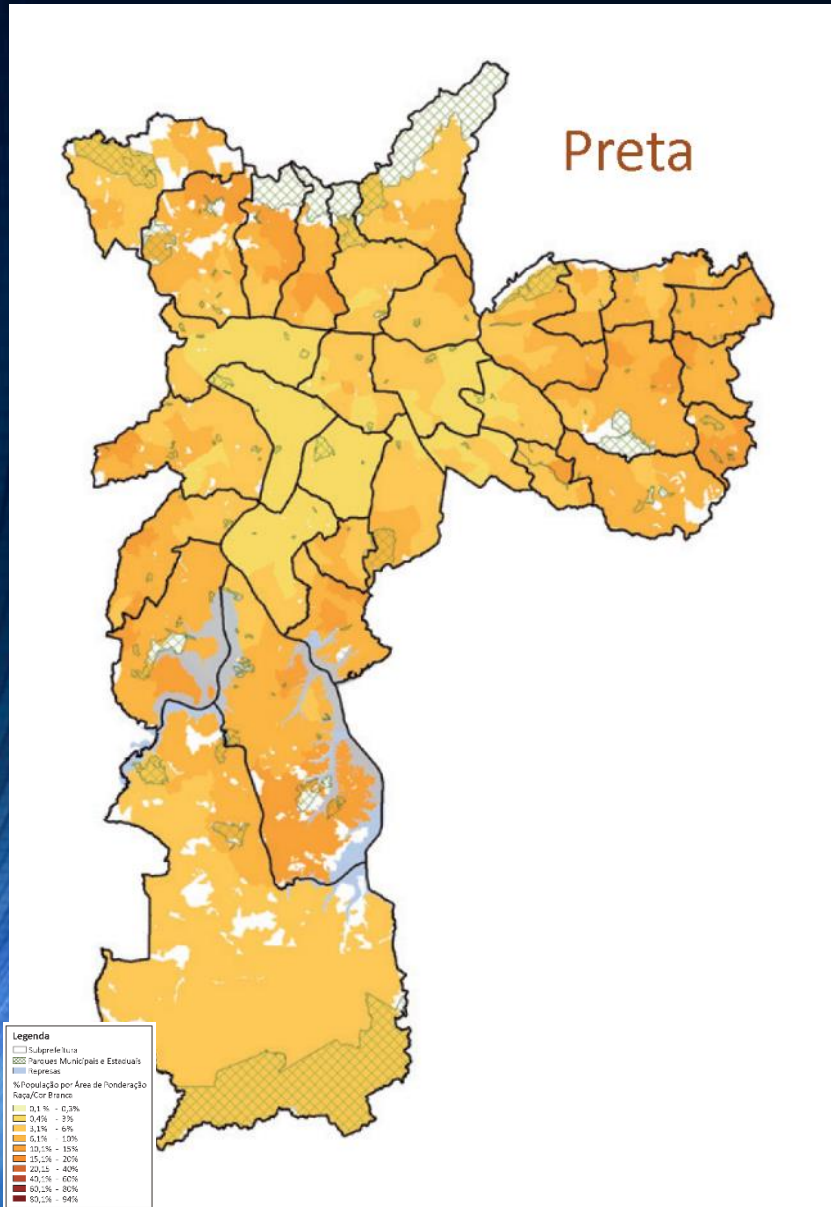 Preta
Legenda
Subprefeitura
Parques Municipais e Estaduais
Represas
% População por Área de Ponderação
Raça/Cor Branca
0,1 % - 0,3%
0,4% - 3%
3,1% - 6%
6,1% - 10%
10,1% - 15%
15,1% - 20%
20,15 - 40%
40,1% - 60%
60,1% - 80%
80,1% - 94%